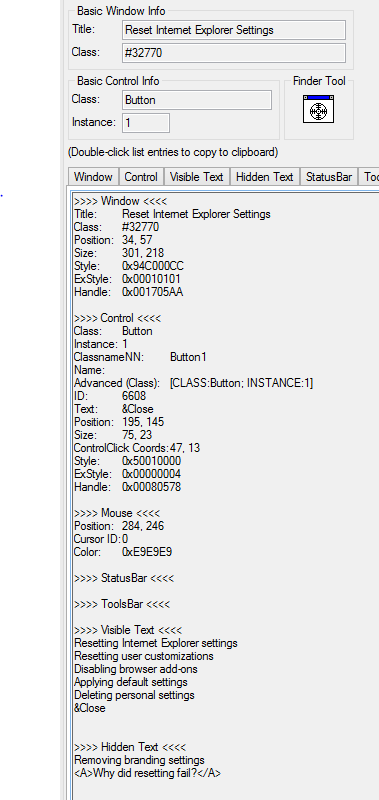 Basic Window Info
Title: Reset Internet Explorer Settings
Class: #32770
Basic Control Info
Finder Tool
Class: Button
Instance: 1
(Double-click list entries to copy to clipboard)
Window Control Visible Text Hidden Text StatusBar Too
>>>> Window <<<<
Title: Reset Internet Explorer Settings
Class: #32770
Position: 34, 57
Size: 301, 218
Style: 0x94C000CC
ExStyle: 0x00010101
Handle: 0x001705AA
>>>> Control <<<<
Class: Button
Instance: 1
ClassnameNN: Button1
Name:
Advanced (Class): [CLASS:Button; INSTANCE:1]
ID: 6608
Text: &Close
Position: 195, 145
Size: 75, 23
ControlClick Coords: 47, 13
Style: 0x50010000
ExStyle: 0x00000004
Handle: 0x00080578
>>>> Mouse <<<<
Position: 284, 246
Cursor ID: 0
Color: 0xE9E9E9
>>>> StatusBar <<<<
>>>> ToolsBar <<<<
>>>> Visible Text <<<<
Resetting Internet Explorer settings
Resetting user customizations
Disabling browser add-ons
Applying default settings
Deleting personal settings
&Close
>>>> Hidden Text <<<<
Removing branding settings
<A>Why did resetting fail?</A>